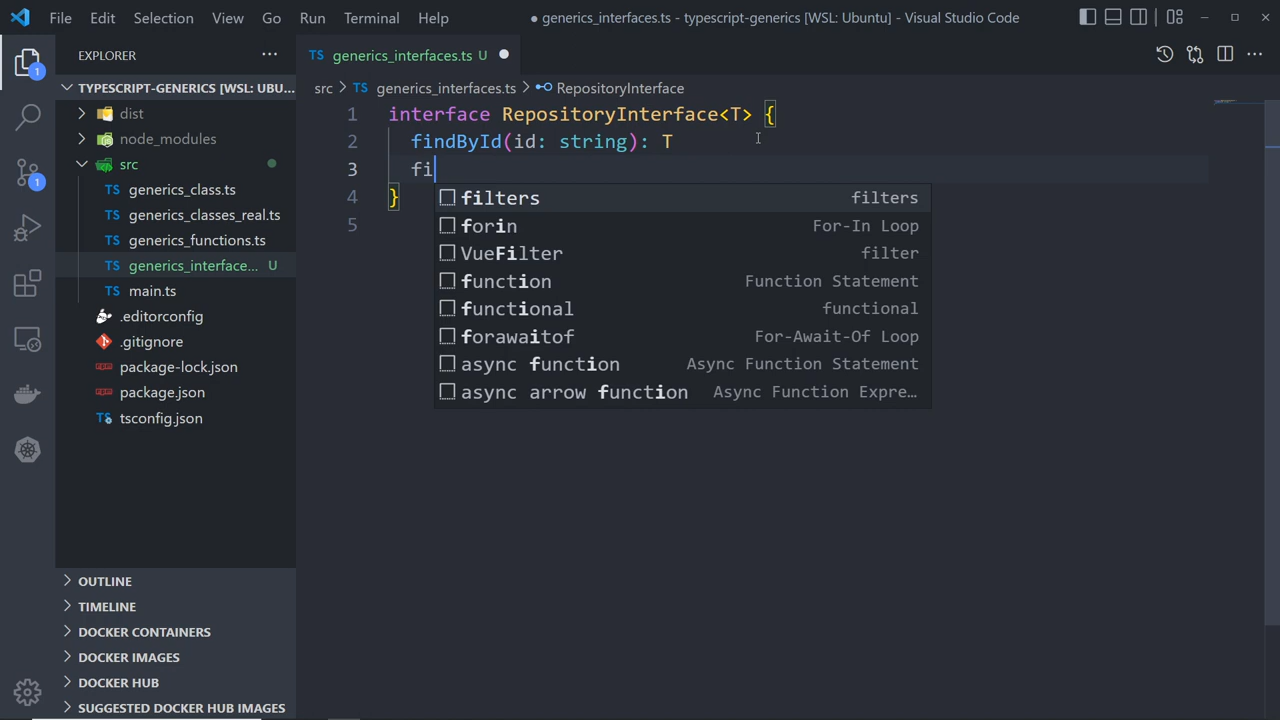 File Edit Selection View Go Run Terminal Help
● generics_interfaces.ts - typescript-generics [WSL: Ubuntu] - Visual Studio Code
EXPLORER
TYPESCRIPT-GENERICS [WSL: UBU...
dist
node_modules
src
TS generics_class.ts
TS generics_classes_real.ts
TS generics_functions.ts
TS generics_interface... U
TS main.ts
.editorconfig
.gitignore
package-lock.json
package.json
TS tsconfig.json
OUTLINE
TIMELINE
DOCKER CONTAINERS
DOCKER IMAGES
DOCKER HUB
SUGGESTED DOCKER HUB IMAGES
1
1
TS generics_interfaces.ts U
src > TS generics_interfaces.ts > RepositoryInterface
1 interface RepositoryInterface<T> {
2 findById(id: string): T
3 fi
4 }
5
filters filters
forin For-In Loop
VueFilter filter
function Function Statement
functional functional
forawaitof For-Await-Of Loop
async function Async Function Statement
async arrow function Async Function Expre...